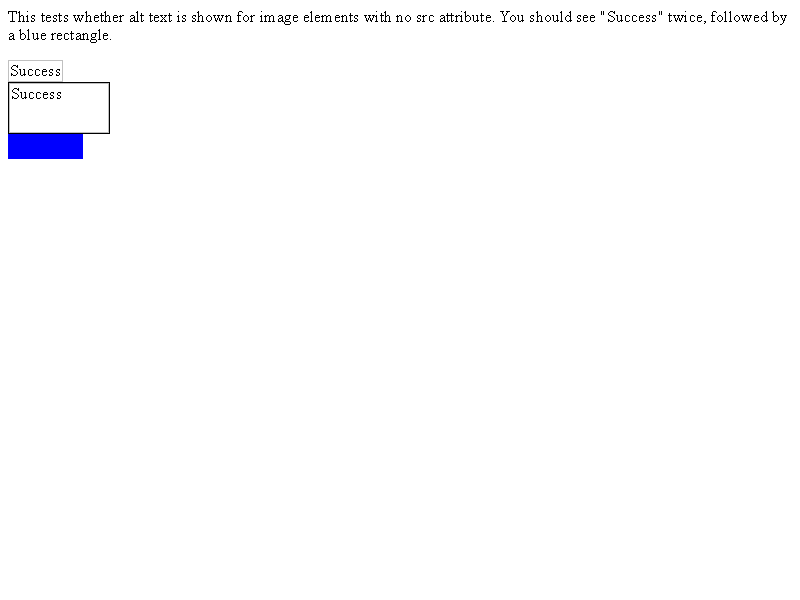 This tests whether alt text is shown for image elements with no src attribute. You should see "Success" twice, followed by
a blue rectangle.
Success
Success